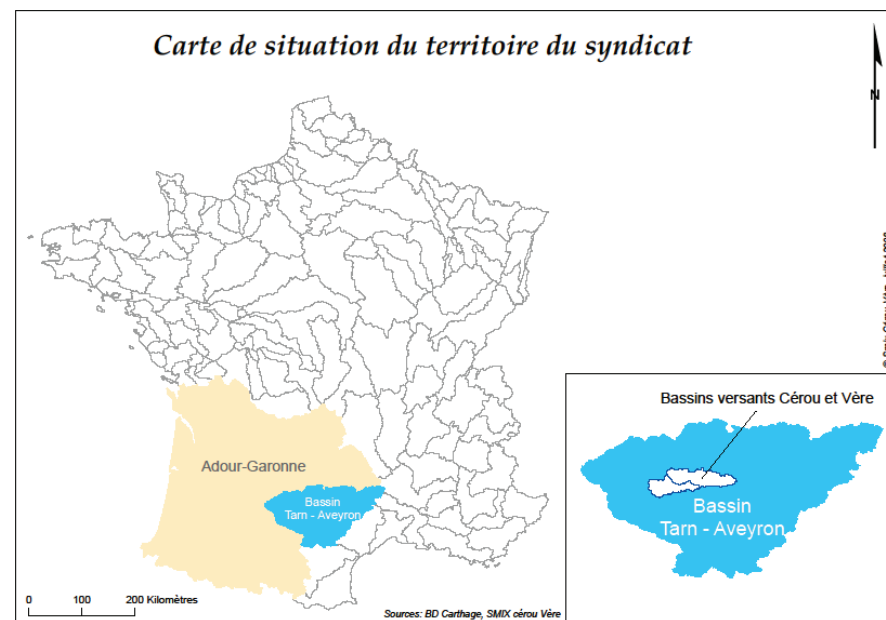 Carte de situation du territoire du syndicat
N
Adour-Garonne
Bassin
Tarn - Aveyron
Bassins versants Cérou et Vère
Bassin
Tarn - Aveyron
0 100 200 Kilomètres
Sources: BD Carthage, SMIX cérou Vère